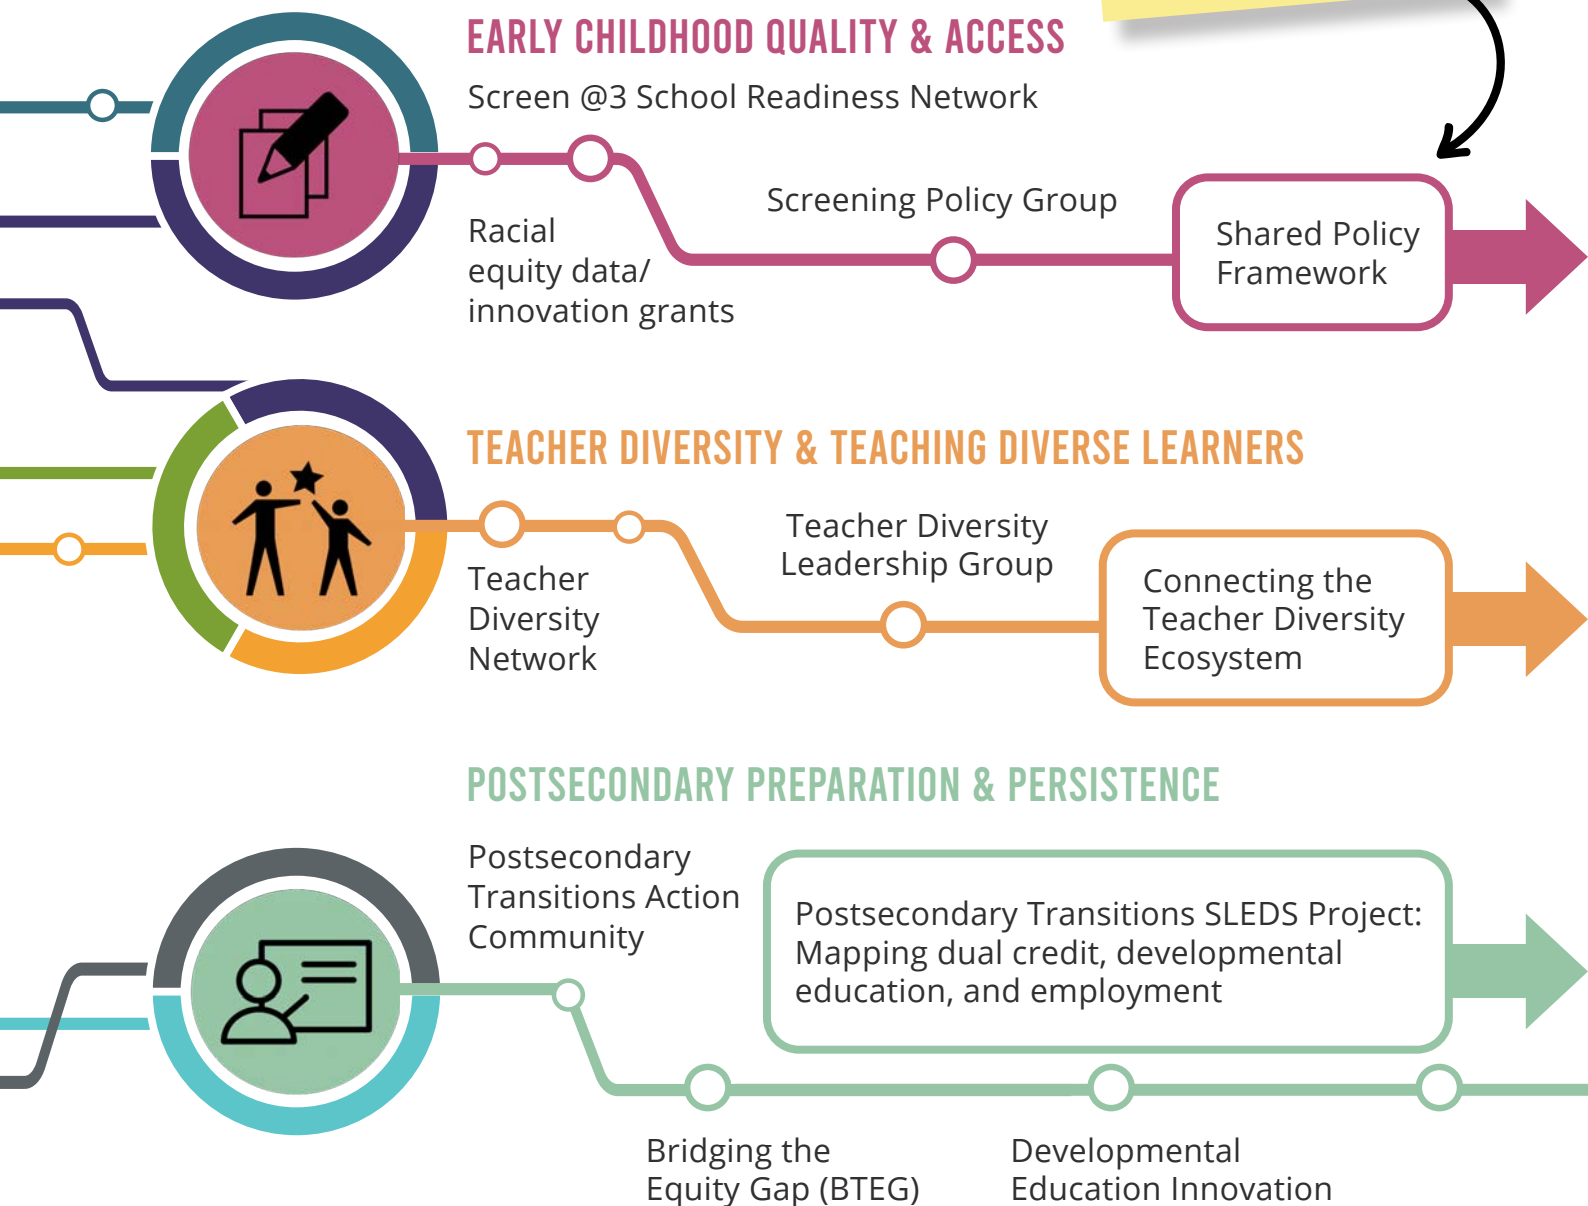 EARLY CHILDHOOD QUALITY & ACCESS
Screen @3 School Readiness Network
Racial
equity data/
innovation grants
Screening Policy Group
Shared Policy
Framework
TEACHER DIVERSITY & TEACHING DIVERSE LEARNERS
Teacher
Diversity
Network
Teacher Diversity
Leadership Group
Connecting the
Teacher Diversity
Ecosystem
POSTSECONDARY PREPARATION & PERSISTENCE
Postsecondary
Transitions Action
Community
Postsecondary Transitions SLEDS Project:
Mapping dual credit, developmental
education, and employment
Bridging the
Equity Gap (BTEG)
Developmental
Education Innovation